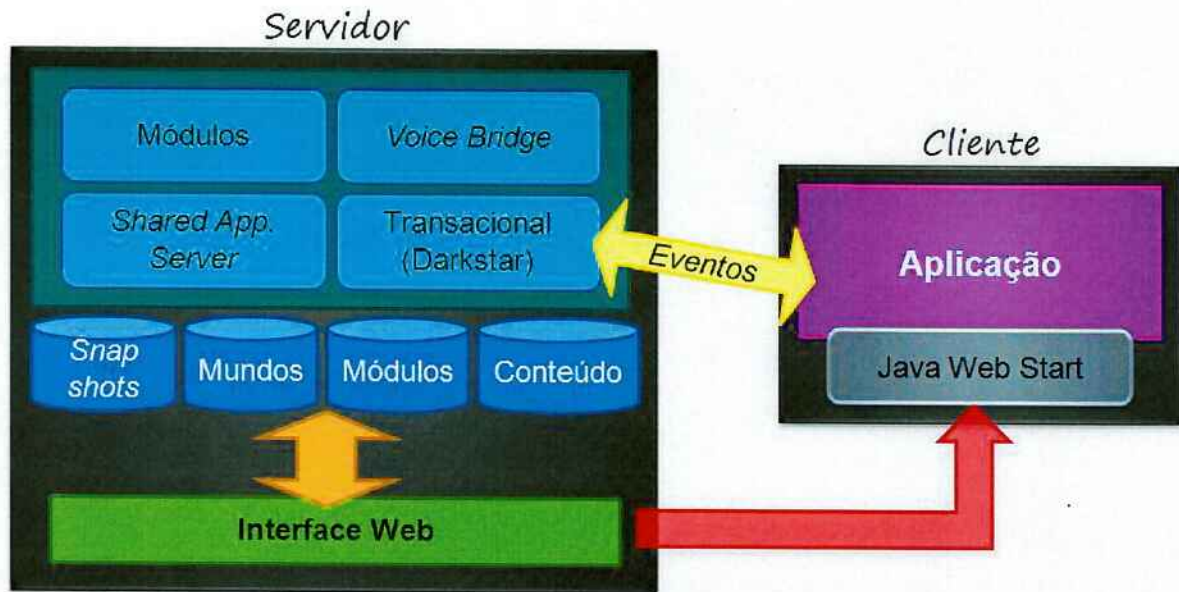 Servidor
Módulos
Voice Bridge
Shared App.
Server
Transacional
(Darkstar)
Snap
shots
Mundos
Módulos
Conteúdo
Interface Web
Eventos
Cliente
Aplicação
Java Web Start